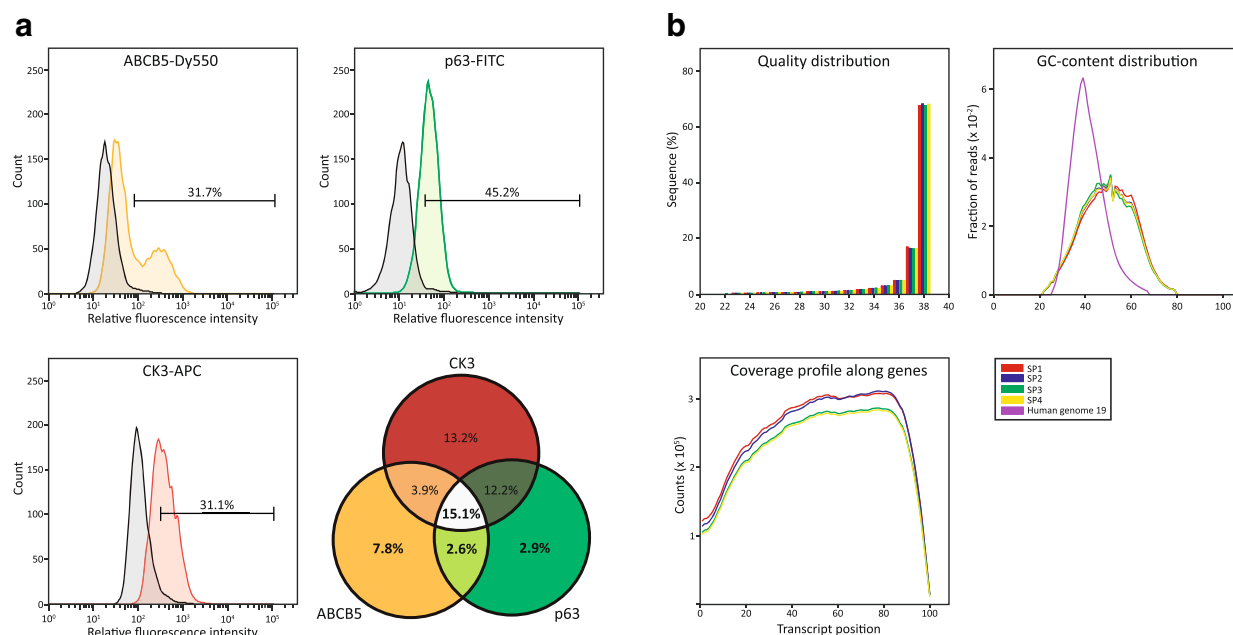 a
ABCB5-Dy550
250
200
150
100
50
0
Count
31.7%
10⁰ 10¹ 10² 10³ 10⁴ 10⁵
Relative fluorescence intensity
p63-FITC
250
200
150
100
50
0
Count
45.2%
10⁰ 10¹ 10² 10³ 10⁴ 10⁵
Relative fluorescence intensity
CK3-APC
250
200
150
100
50
0
Count
31.1%
10⁰ 10¹ 10² 10³ 10⁴ 10⁵
Relative fluorescence intensity
CK3
13.2%
3.9%
12.2%
15.1%
7.8%
2.6%
2.9%
ABCB5
p63
b
Quality distribution
80
60
40
20
0
Sequence (%)
20 22 24 26 28 30 32 34 36 38 40
GC-content distribution
6
4
2
0
Fraction of reads (x 10⁻²)
0 20 40 60 80 100
Coverage profile along genes
3
2
1
Counts (x 10⁵)
0 20 40 60 80 100
Transcript position
SP1
SP2
SP3
SP4
Human genome 19